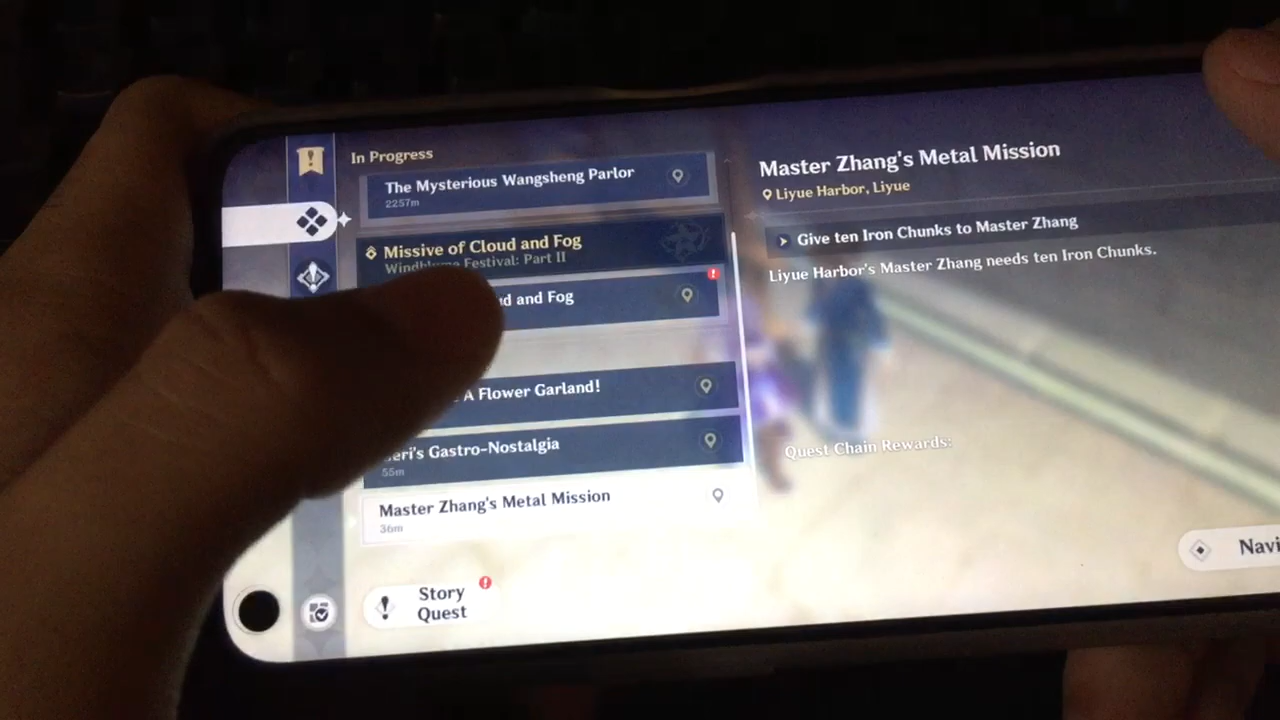 In Progress
The Mysterious Wangsheng Parlor
2257m
Missive of Cloud and Fog
Windblume Festival: Part II
and Fog
A Flower Garland!
Gastro-Nostalgia
55m
Master Zhang's Metal Mission
36m
Story
Quest
Master Zhang's Metal Mission
Liyue Harbor, Liyue
Give ten Iron Chunks to Master Zhang
Liyue Harbor's Master Zhang needs ten Iron Chunks.
Quest Chain Rewards:
Navi